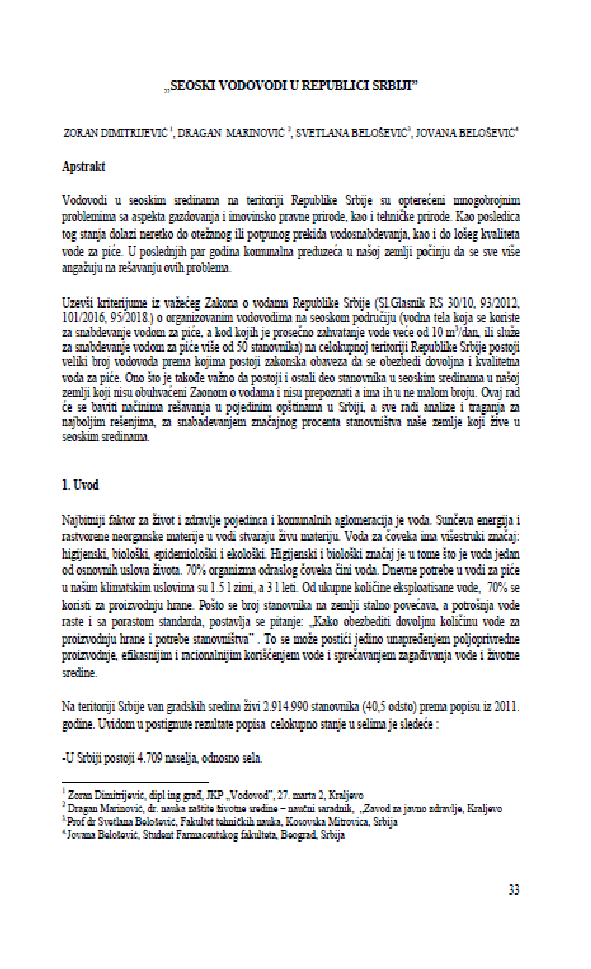 „SEOSKI VODOVODI U REPUBLICI SRBIJI”
ZORAN DIMITRIJEVIĆ ¹, DRAGAN MARINOVIĆ ², SVETLANA BELOŠEVIĆ³, JOVANA BELOŠEVIĆ⁴
Apstrakt
Vodovodi u seoskim sredinama na teritoriji Republike Srbije su opterećeni mnogobrojnim
problemima sa aspekta gazdovanja i imovinsko pravne prirode, kao i tehničke prirode. Kao posledica
tog stanja dolazi neretko do otežanog ili potpunog prekida vodosnabdevanja, kao i do lošeg kvaliteta
vode za piće. U poslednjih par godina komunalna preduzeća u našoj zemlji počinju da se sve više
angažuju na rešavanju ovih problema.
Uzevši kriterijume iz važećeg Zakona o vodama Republike Srbije (Sl.Glasnik RS 30/10, 93/2012,
101/2016, 95/2018.) o organizovanim vodovodima na seoskom području (vodna tela koja se koriste
za snabdevanje vodom za piće, a kod kojih je prosečno zahvatanje vode veće od 10 m³/dan, ili služe
za snabdevanje vodom za piće više od 50 stanovnika) na celokupnoj teritoriji Republike Srbije postoji
veliki broj vodovoda prema kojima postoji zakonska obaveza da se obezbedi dovoljna i kvalitetna
voda za piće. Ono što je takođe važno da postoji i ostali deo stanovnika u seoskim sredinama u našoj
zemlji koji nisu obuhvaćeni Zaonom o vodama i nisu prepoznati a ima ih u ne malom broju. Ovaj rad
će se baviti načinima rešavanja u pojedinim opštinama u Srbiji, a sve radi analize i traganja za
najboljim rešenjima, za snabadevanjem značajnog procenta stanovništva naše zemlje koji žive u
seoskim sredinama.
1. Uvod
Najbitniji faktor za život i zdravlje pojedinca i komunalnih aglomeracija je voda. Sunčeva energija i
rastvorene neorganske materije u vodi stvaraju živu materiju. Voda za čoveka ima višestruki značaj:
higijenski, biološki, epidemiološki i ekološki. Higijenski i biološki značaj je u tome što je voda jedan
od osnovnih uslova života. 70% organizma odraslog čoveka čini voda. Dnevne potrebe u vodi za piće
u našim klimatskim uslovima su 1.5 l zimi, a 3 l leti. Od ukupne količine eksploatisane vode, 70% se
koristi za proizvodnju hrane. Pošto se broj stanovnika na zemlji stalno povećava, a potrošnja vode
raste i sa porastom standarda, postavlja se pitanje: „Kako obezbediti dovoljnu količinu vode za
proizvodnju hrane i potrebe stanovništva” . To se može postići jedino unapređenjem poljoprivredne
proizvodnje, efikasnijim i racionalnijim korišćenjem vode i sprečavanjem zagađivanja vode i životne
sredine.
Na teritoriji Srbije van gradskih sredina živi 2.914.990 stanovnika (40,5 odsto) prema popisu iz 2011.
godine. Uvidom u postignute rezultate popisa celokupno stanje u selima je sledeće :
-U Srbiji postoji 4.709 naselja, odnosno sela.
¹ Zoran Dimitrijević, dipl ing grad, JKP „Vodovod”, 27. marta 2, Kraljevo
² Dragan Marinović, dr. nauka zaštite životne sredine – naučni saradnik, „Zavod za javno zdravlje, Kraljevo
³ Prof dr Svetlana Belošević, Fakultet tehničkih nauka, Kosovska Mitrovica, Srbija
⁴ Jovana Belošević, Student Farmaceutskog fakulteta, Beograd, Srbija
33